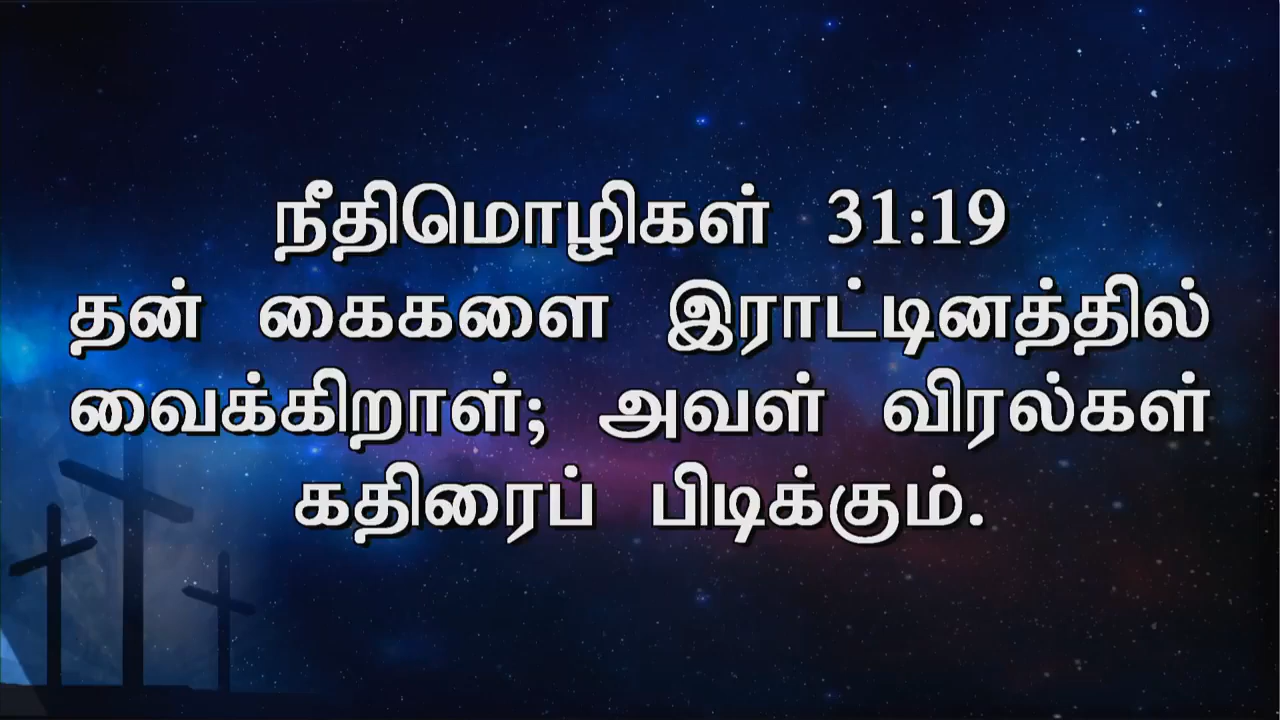 நீதிமொழிகள் 31:19
தன் கைகளை இராட்டினத்தில்
வைக்கிறாள்; அவள் விரல்கள்
கதிரைப் பிடிக்கும்.